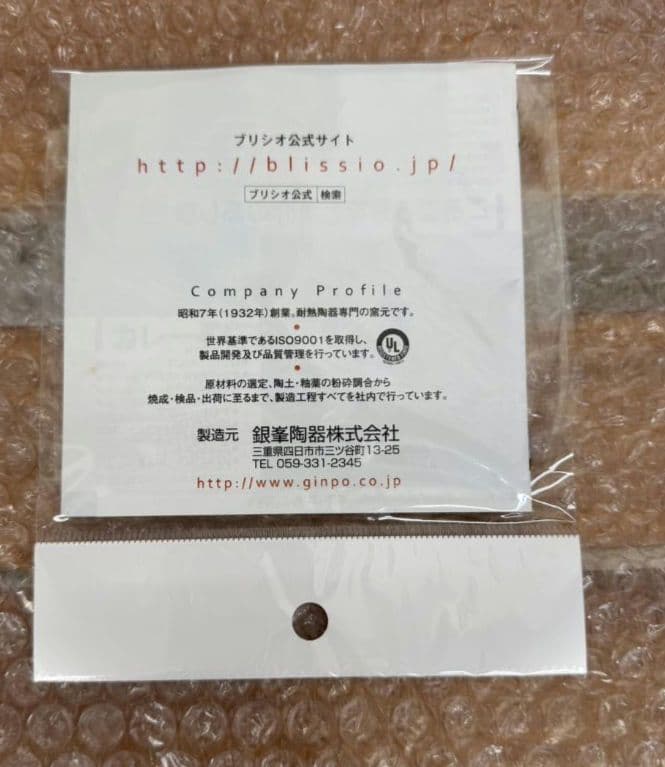 ブリシオ公式サイト
http://blissio.jp/
ブリシオ公式 検索
Company Profile
昭和7年（1932年）創業。耐熱陶器専門の窯元です。
世界基準であるISO9001を取得し、
製品開発及び品質管理を行っています。
UL
原材料の選定、陶土・釉薬の粉砕調合から
焼成・検品・出荷に至るまで、製造工程すべてを社内で行っています。
製造元 銀峯陶器株式会社
三重県四日市市三ツ谷町13-25
TEL 059-331-2345
http://www.ginpo.co.jp